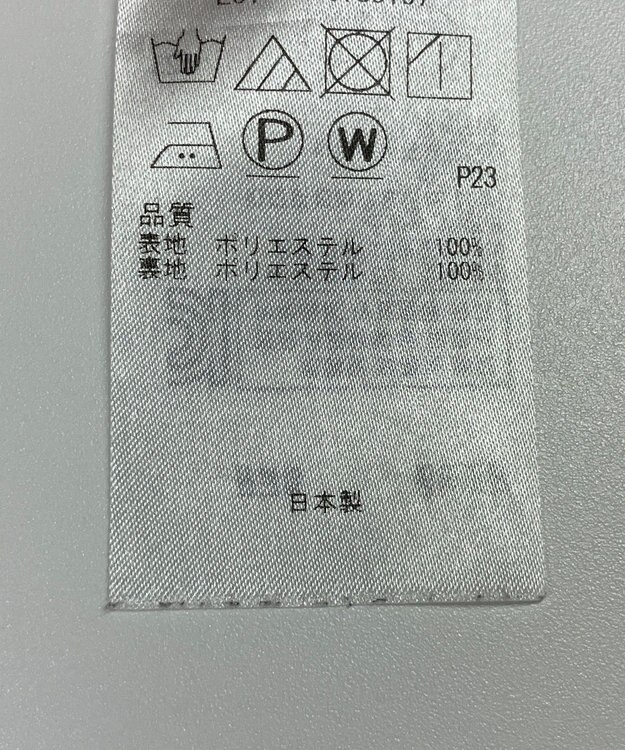 P
W
P23
品質
表地 ポリエステル 100%
裏地 ポリエステル 100%
日本製